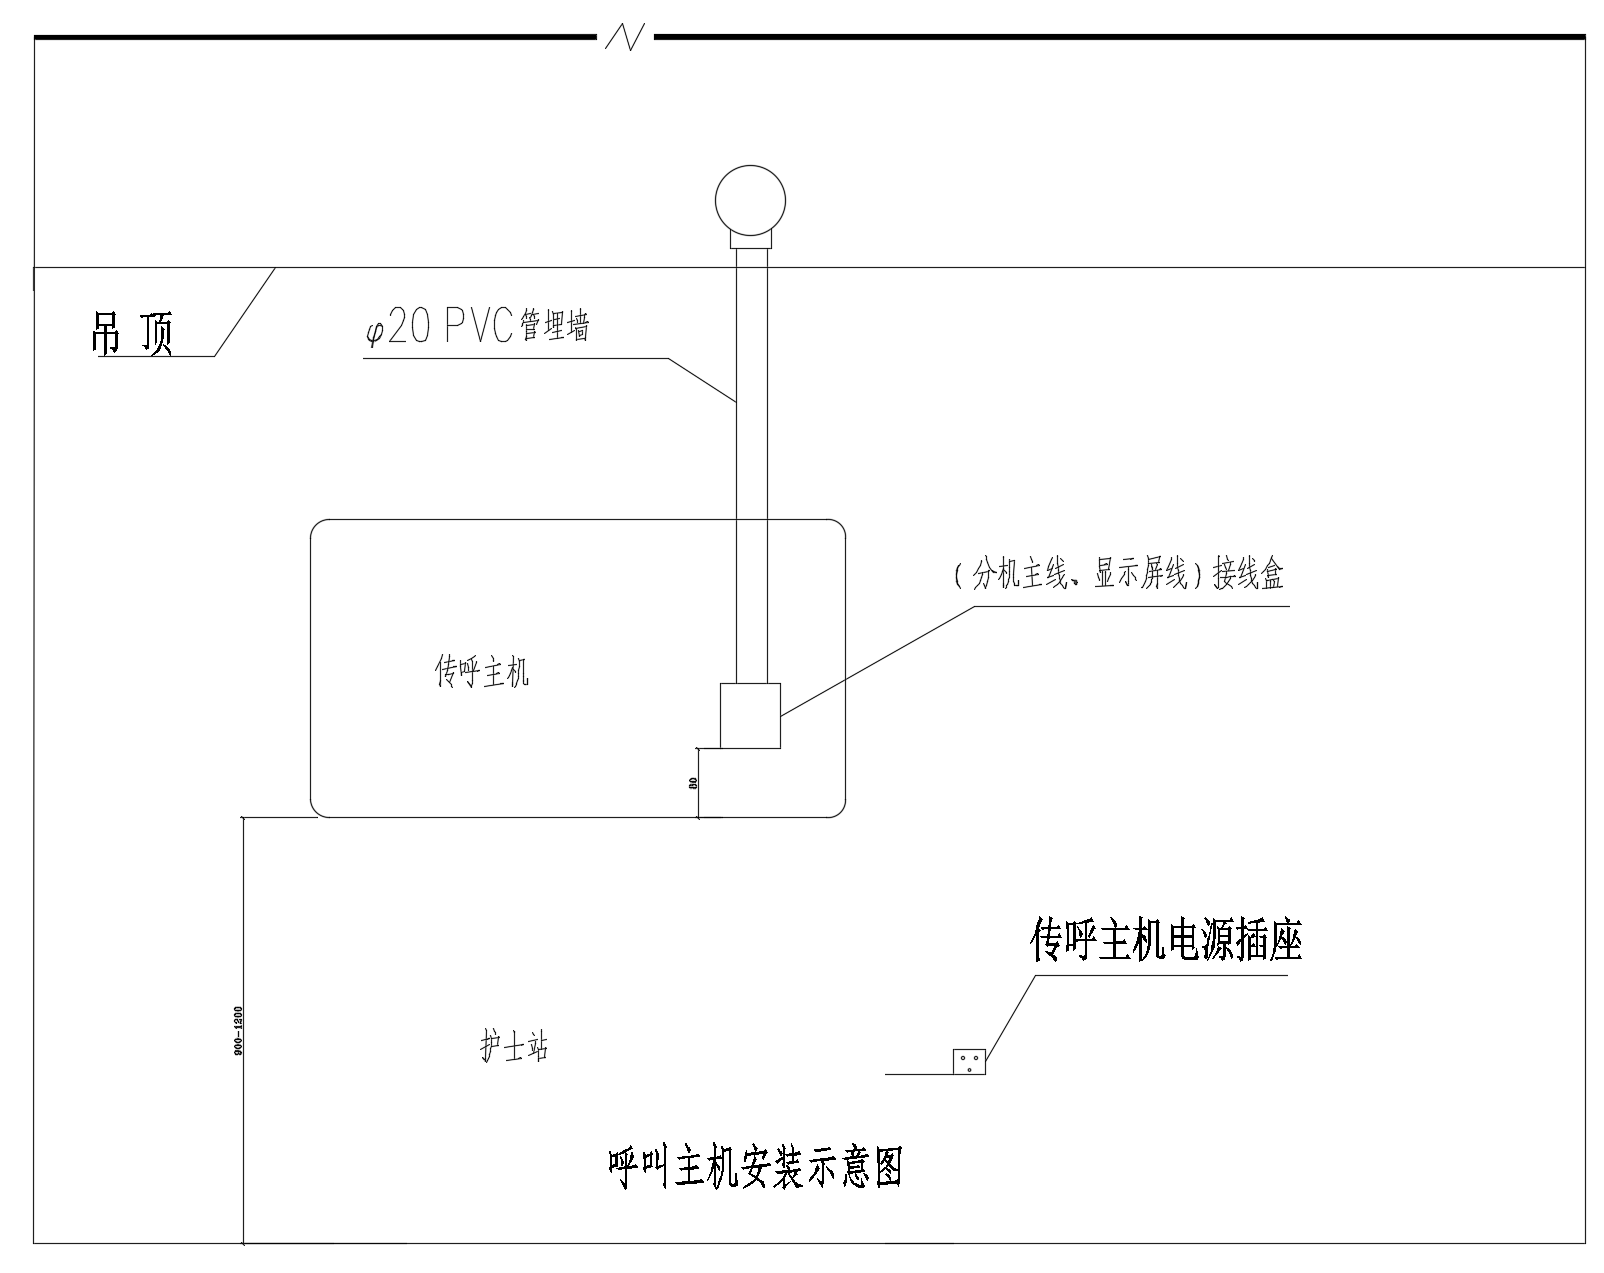 吊 顶
φ20 PVC管埋墙
(分机主线、显示屏线)接线盒
传呼主机
80
传呼主机电源插座
900-1200
护士站
呼叫主机安装示意图